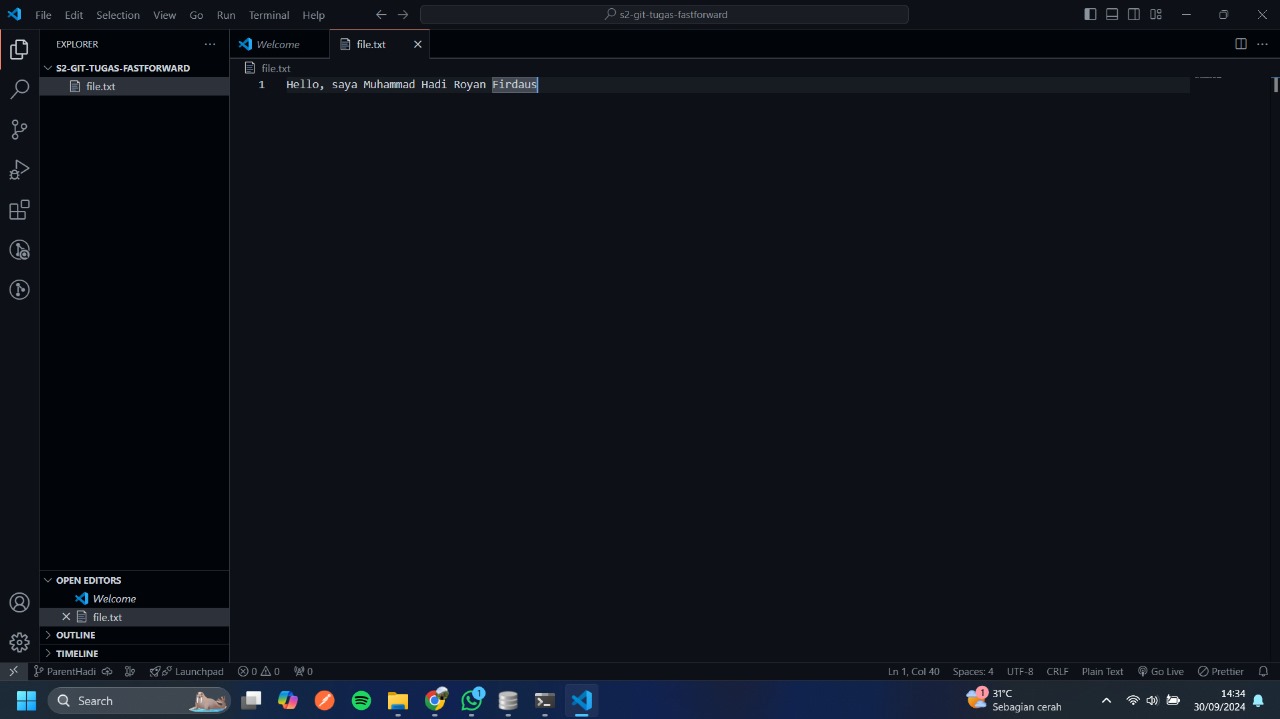 File Edit Selection View Go Run Terminal Help
s2-git-tugas-fastforward
EXPLORER
S2-GIT-TUGAS-FASTFORWARD
file.txt
Welcome
file.txt
file.txt
1 Hello, saya Muhammad Hadi Royan Firdaus
OPEN EDITORS
Welcome
file.txt
OUTLINE
TIMELINE
ParentHadi Launchpad 0 0 0
Ln 1, Col 40 Spaces: 4 UTF-8 CRLF Plain Text Go Live Prettier
Search
1
1
31°C
Sebagian cerah
14:34
30/09/2024